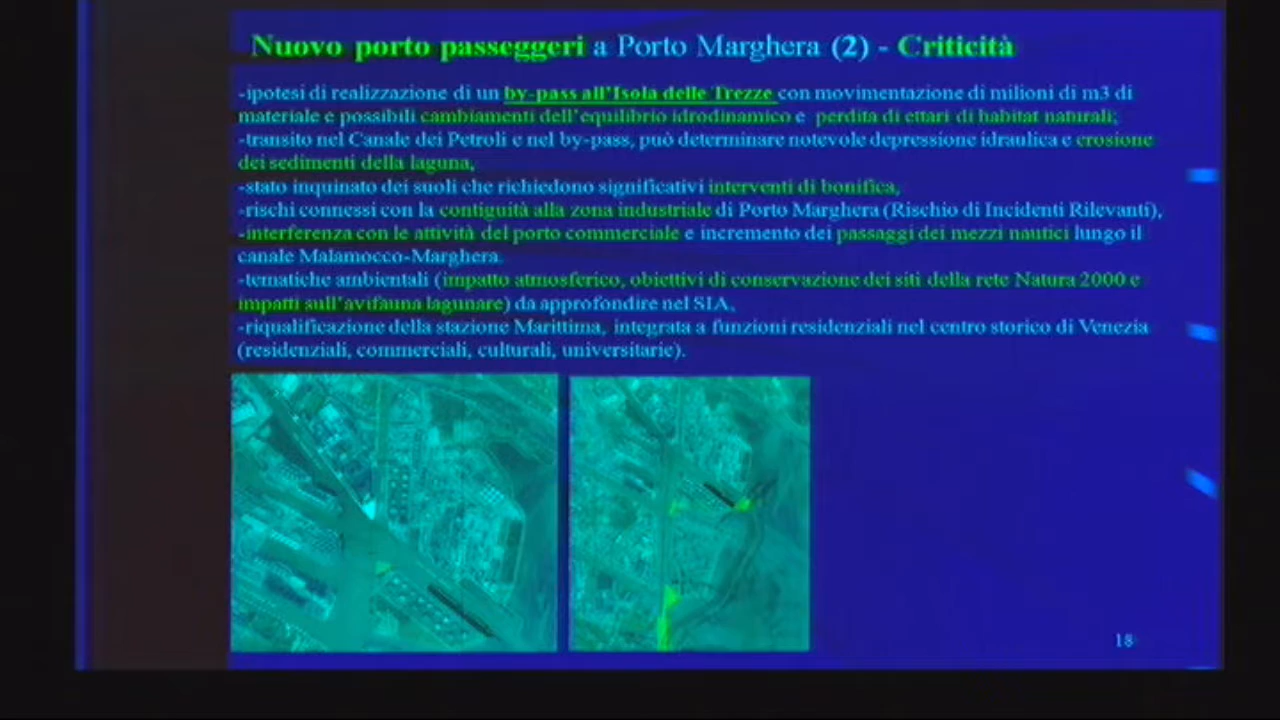 Nuovo porto passeggeri a Porto Marghera (2) - Criticità
-ipotesi di realizzazione di un by-pass all'Isola delle Trezze con movimentazione di milioni di m3 di
materiale e possibili cambiamenti dell'equilibrio idrodinamico e perdita di ettari di habitat naturali;
-transito nel Canale dei Petroli e nel by-pass, può determinare notevole depressione idraulica e erosione
dei sedimenti della laguna,
-stato inquinato dei suoli che richiedono significativi interventi di bonifica,
-rischi connessi con la contiguità alla zona industriale di Porto Marghera (Rischio di Incidenti Rilevanti),
-interferenza con le attività del porto commerciale e incremento dei passaggi dei mezzi nautici lungo il
canale Malamocco-Marghera.
-tematiche ambientali (impatto atmosferico, obiettivi di conservazione dei siti della rete Natura 2000 e
impatti sull'avifauna lagunare) da approfondire nel SIA,
-riqualificazione della stazione Marittima, integrata a funzioni residenziali nel centro storico di Venezia
(residenziali, commerciali, culturali, universitarie).
18